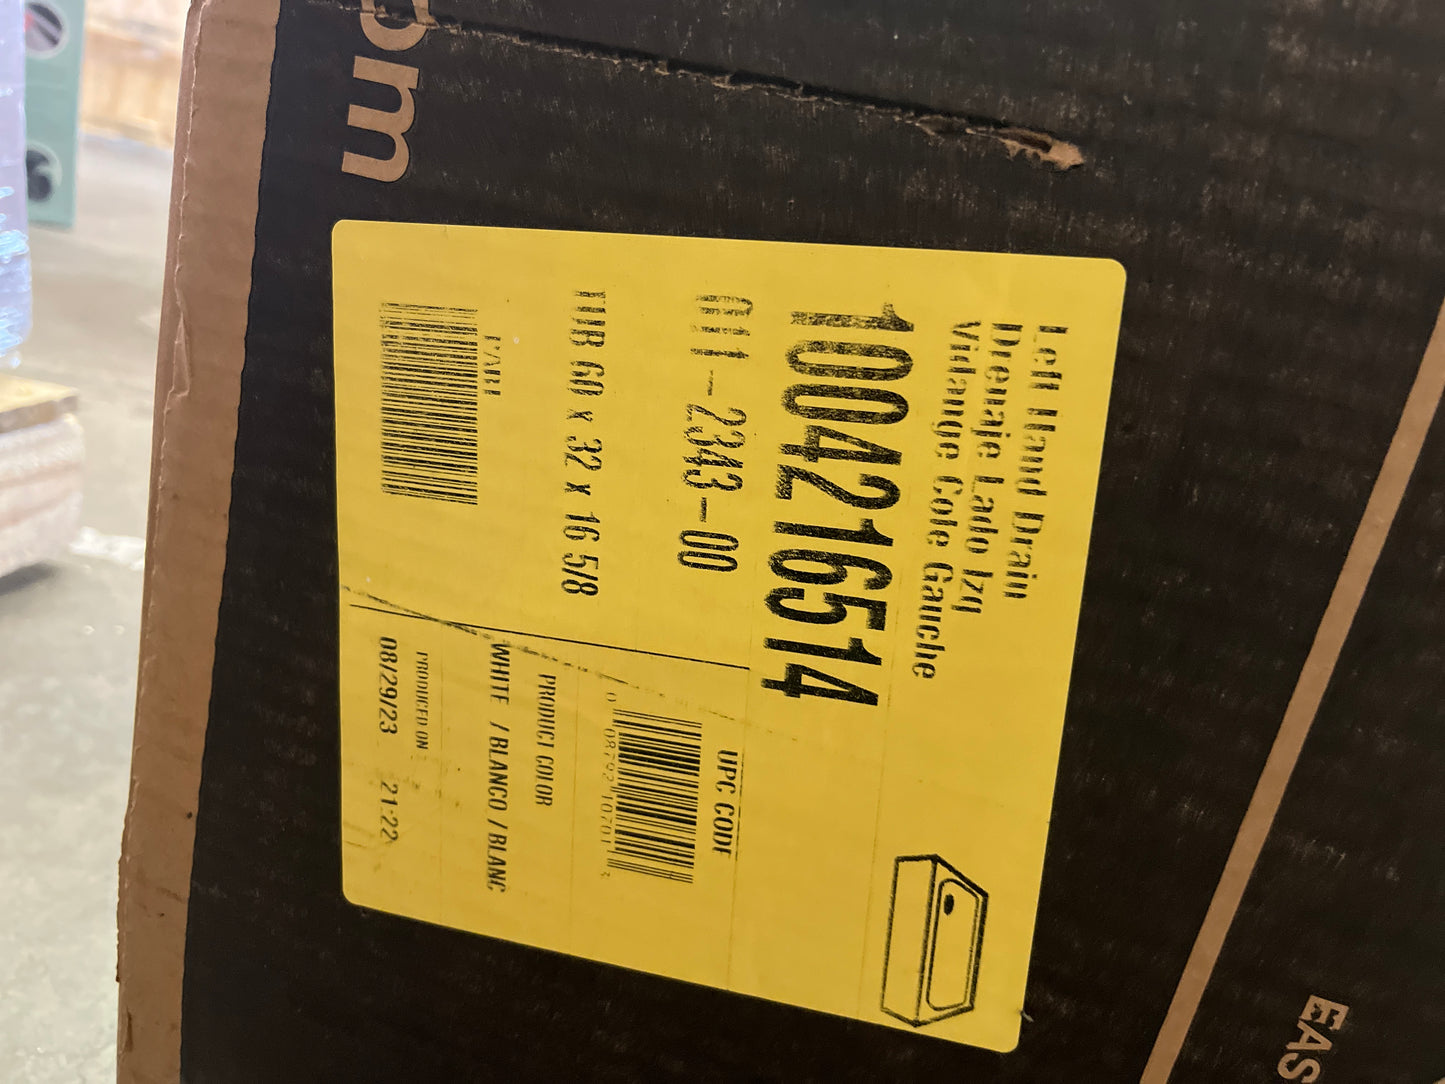 om
Left Hand Drain
Drenaje Lado Izq
Vidange Cote Gauche
1004216514
011-2343-00
TUB 60 x 32 x 16 5/8
UPC CODE
PRODUCT COLOR
WHITE / BLANCO / BLANC
PRODUCED ON
08/29/23 21:22
EAS